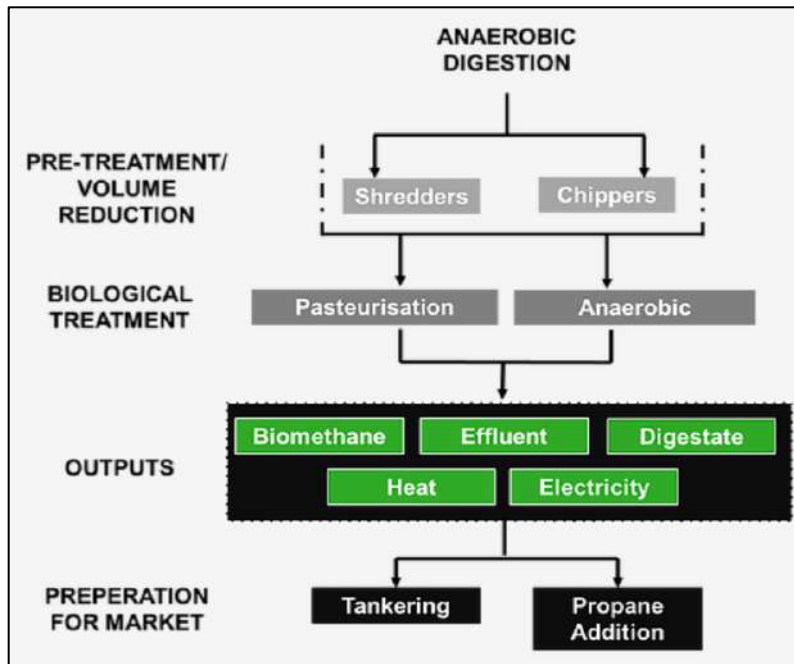 ANAEROBIC
DIGESTION
PRE-TREATMENT/
VOLUME
REDUCTION
Shredders
Chippers
BIOLOGICAL
TREATMENT
Pasteurisation
Anaerobic
OUTPUTS
Biomethane
Effluent
Digestate
Heat
Electricity
PREPERATION
FOR MARKET
Tankering
Propane
Addition